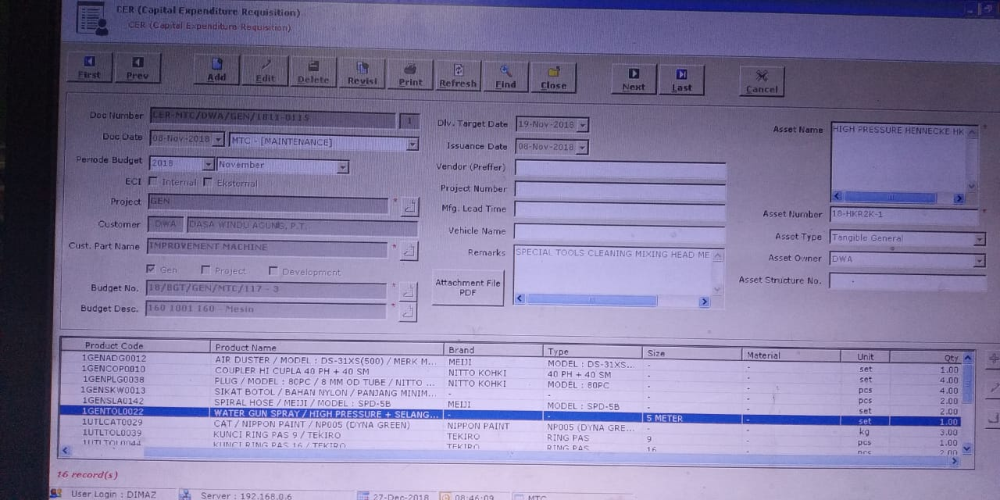 CER (Capital Expenditure Requisition)
CER (Capital Expenditure Requisition)
First Prev Add Edit Delete Revisi Print Refresh Find Close Next Last Cancel
Doc Number CER-MTC/DWA/GEN/1811-0115 1
Doc Date 08-Nov-2018 MTC - [MAINTENANCE]
Periode Budget 2018 November
ECI Internal Eksternal
Project GEN *
Customer DWA DASA WINDU AGUNG, P.T.
Cust. Part Name IMPROVEMENT MACHINE *
Gen Project Development
Budget No. 18/BGT/GEN/MTC/117 - 3 *
Budget Desc. 160 1001 160 - Mesin *
Dlv. Target Date 19-Nov-2018
Issuance Date 08-Nov-2018
Vendor (Preffer)
Project Number
Mfg. Lead Time
Vehicle Name
Remarks SPECIAL TOOLS CLEANING MIXING HEAD ME
Attachment File
PDF
Asset Name HIGH PRESSURE HENNECKE HK *
Asset Number 18-HKR2K-1 *
Asset Type Tangible General
Asset Owner DWA
Asset Structure No.
Product Code Product Name Brand Type Size Material Unit Qty
1GENADG0012 AIR DUSTER / MODEL : DS-31XS(500) / MERK M... MEIJI MODEL : DS-31XS... - - set 1.00
1GENCOP0010 COUPLER HI CUPLA 40 PH + 40 SM NITTO KOHKI 40 PH + 40 SM - - set 4.00
1GENPLG0038 PLUG / MODEL : 80PC / 8 MM OD TUBE / NITTO ... NITTO KOHKI MODEL : 80PC - - pcs 4.00
1GENSKW0013 SIKAT BOTOL / BAHAN NYLON / PANJANG MINIM... - - - - pcs 2.00
1GENSLA0142 SPIRAL HOSE / MEIJI / MODEL : SPD-5B MEIJI MODEL : SPD-5B - - set 2.00
1GENTOL0022 WATER GUN SPRAY / HIGH PRESSURE + SELANG... - - 5 METER - set 1.00
1UTLCAT0029 CAT / NIPPON PAINT / NP005 (DYNA GREEN) NIPPON PAINT NP005 (DYNA GRE... - - kg 3.00
1UTLTOL0039 KUNCI RING PAS 9 / TEKIRO TEKIRO RING PAS 9 - pcs 1.00
1UTLTOL0044 KUNCI RING PAS 16 / TEKIRO TEKIRO RING PAS 16 - pcs 2.00
16 record(s)
User Login : DIMAZ Server : 192.168.0.6 27-Dec-2018 08:46:09 MTC